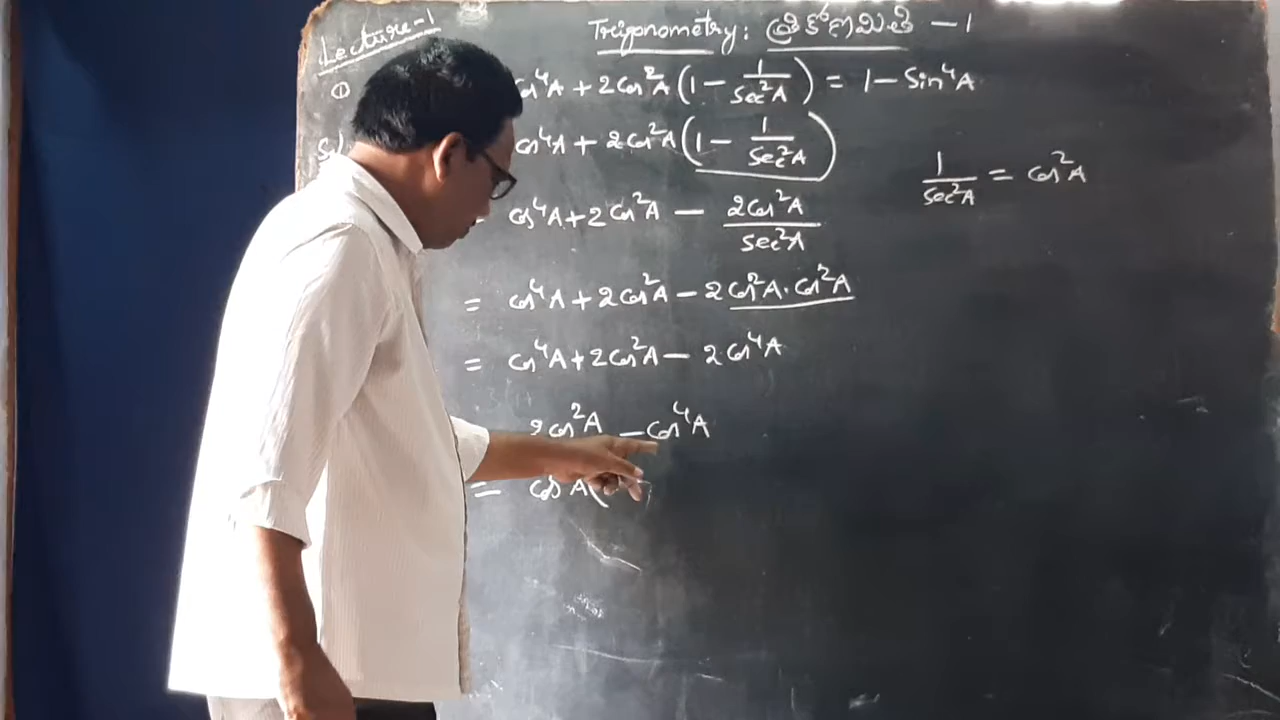 Lecture-1
Trigonometry: త్రికోణమితి -1
① cos⁴A + 2cos²A (1 - 1/sec²A) = 1 - Sin⁴A
cos⁴A + 2cos²A (1 - 1/sec²A)
1/sec²A = cos²A
cos⁴A + 2cos²A - 2cos²A/sec²A
= cos⁴A + 2cos²A - 2cos²A · cos²A
= cos⁴A + 2cos²A - 2cos⁴A
2cos²A - cos⁴A
= cos A(